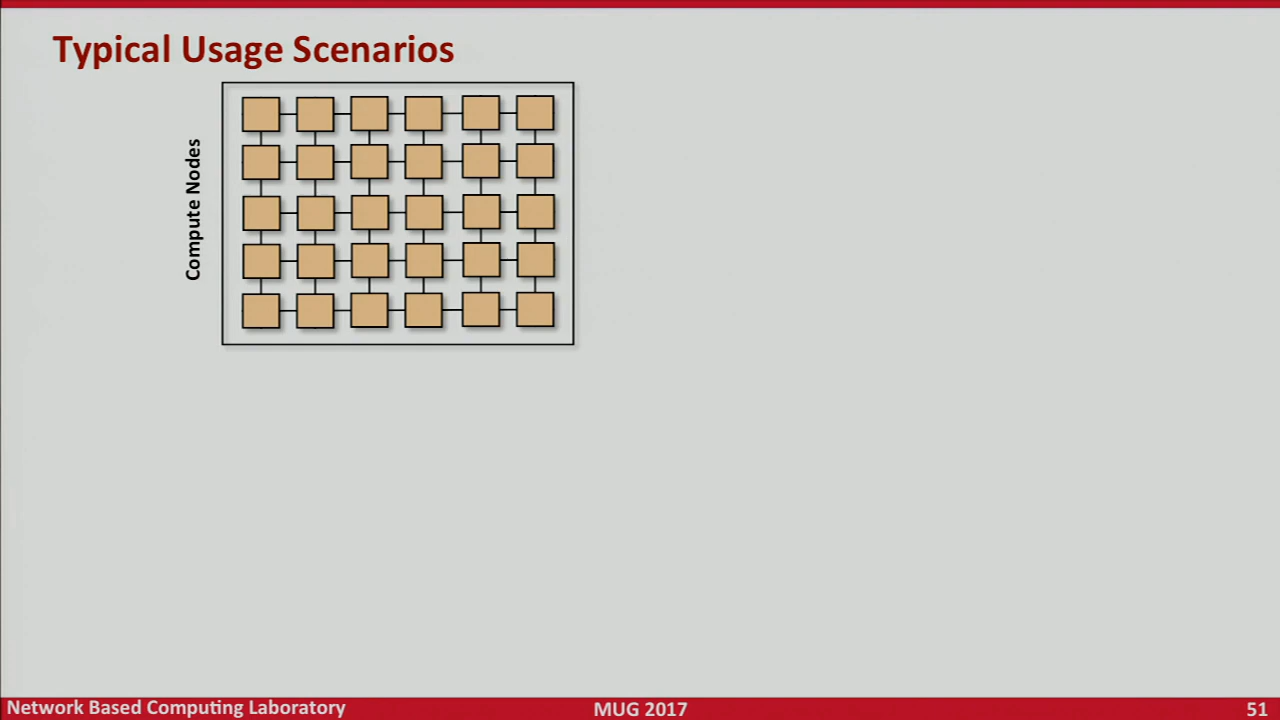 Typical Usage Scenarios
Compute Nodes
Network Based Computing Laboratory
MUG 2017
51